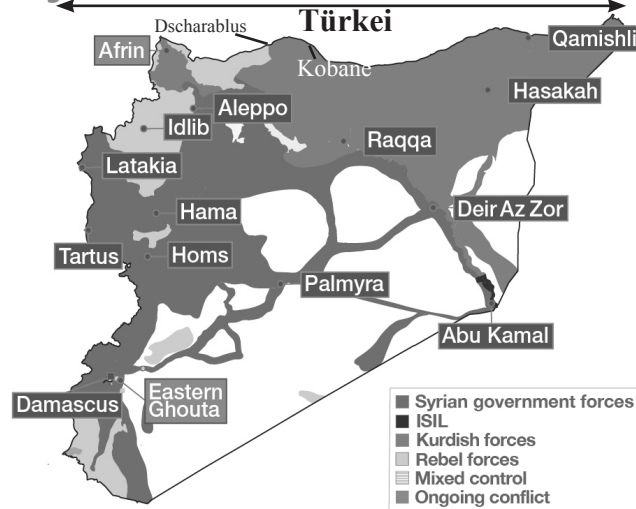 Türkei
Dscharablus
Qamishli
Afrin
Kobane
Hasakah
Aleppo
Idlib
Raqqa
Latakia
Hama
Deir Az Zor
Tartus
Homs
Palmyra
Abu Kamal
Damascus
Eastern
Ghouta
Syrian government forces
ISIL
Kurdish forces
Rebel forces
Mixed control
Ongoing conflict